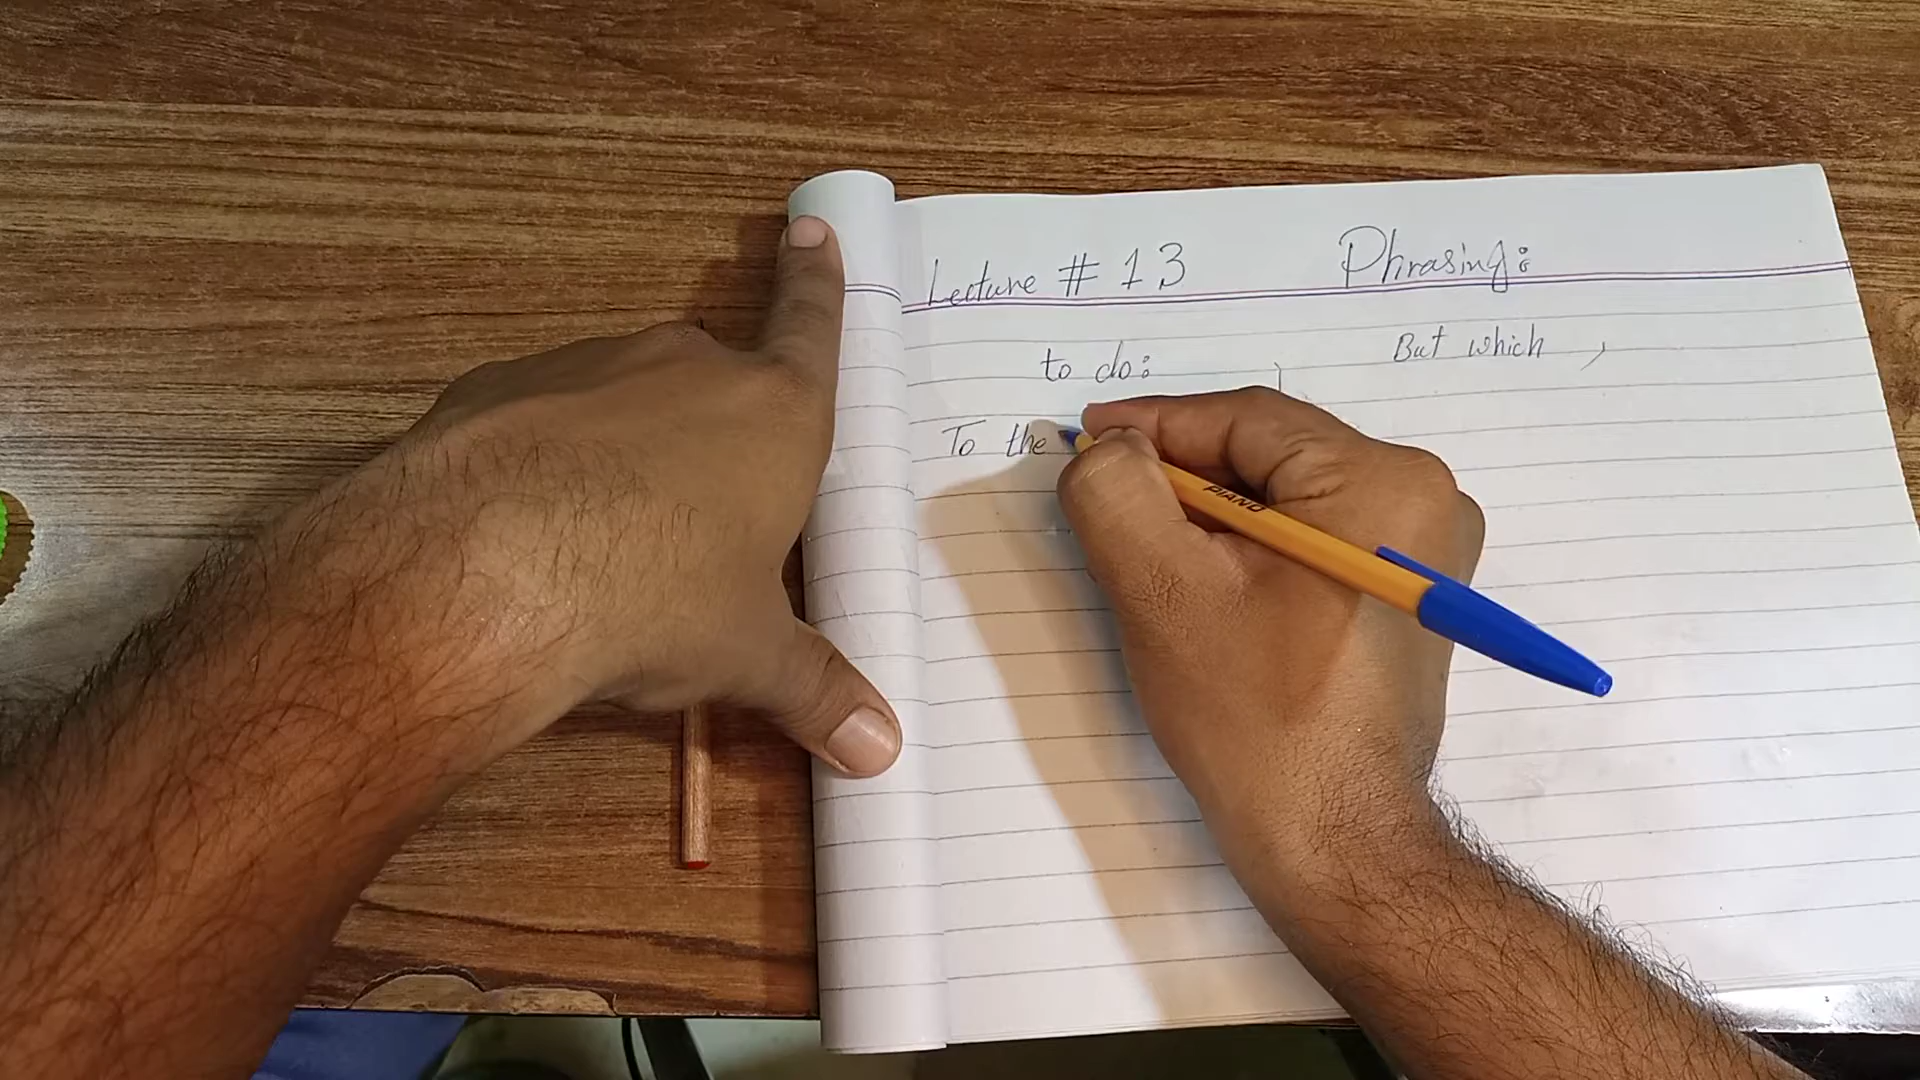 Lecture # 13 Phrasing:
to do: But which ,
To the
PIANO